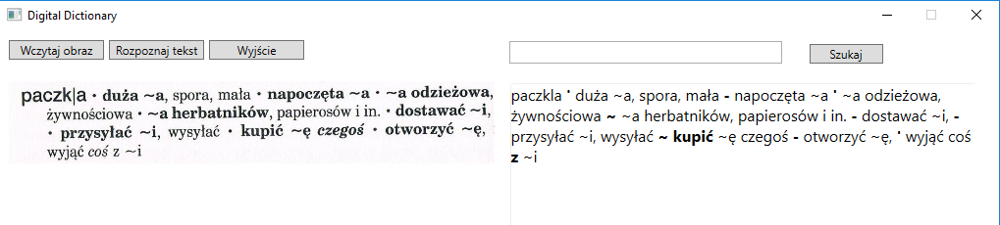 Digital Dictionary
Wczytaj obraz Rozpoznaj tekst Wyjście
Szukaj
paczk|a • duża ~a, spora, mała • napoczęta ~a • ~a odzieżowa,
żywnościowa • ~a herbatników, papierosów i in. • dostawać ~i,
• przysyłać ~i, wysyłać • kupić ~ę czegoś • otworzyć ~ę,
wyjąć coś z ~i
paczkla ' duża ~a, spora, mała - napoczęta ~a ' ~a odzieżowa,
żywnościowa ~ ~a herbatników, papierosów i in. - dostawać ~i, -
przysyłać ~i, wysyłać ~ kupić ~ę czegoś - otworzyć ~ę, ' wyjąć coś
z ~i